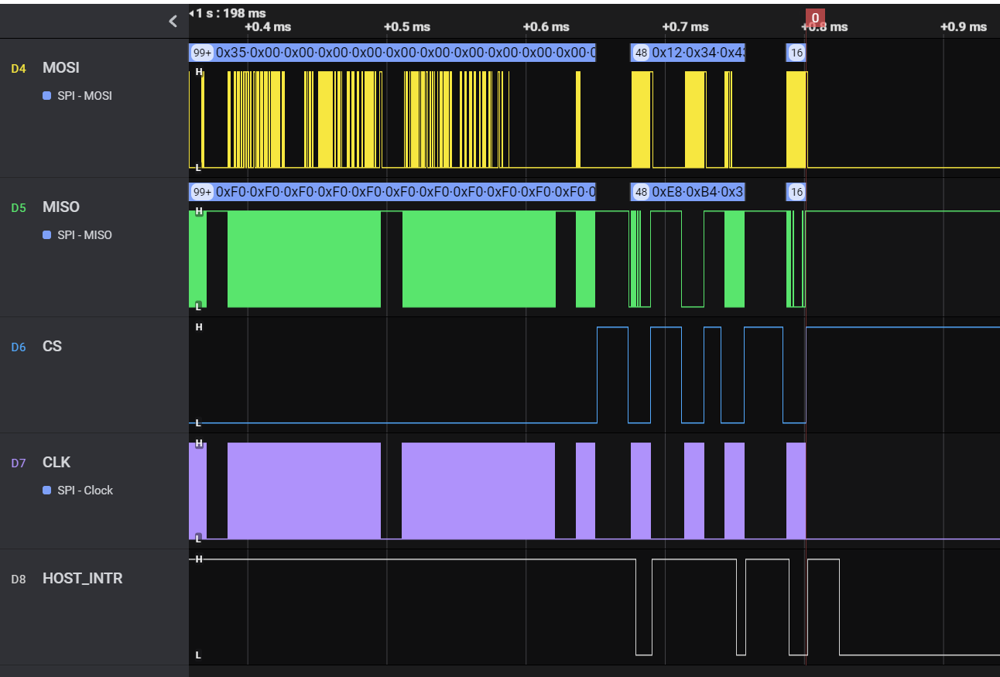 1 s : 198 ms
0
+0.4 ms +0.5 ms +0.6 ms +0.7 ms +0.8 ms +0.9 ms
99+ 0x35·0x00·0x00·0x00·0x00·0x00·0x00·0x00·0x00·0x00·0x00·0 48 0x12·0x34·0x4 16
D4 MOSI H
SPI - MOSI
L
99+ 0xF0·0xF0·0xF0·0xF0·0xF0·0xF0·0xF0·0xF0·0xF0·0xF0·0xF0·0 48 0xE8·0xB4·0x3 16
D5 MISO H
SPI - MISO
L
H
D6 CS
L
H
D7 CLK
SPI - Clock
L
H
D8 HOST_INTR
L